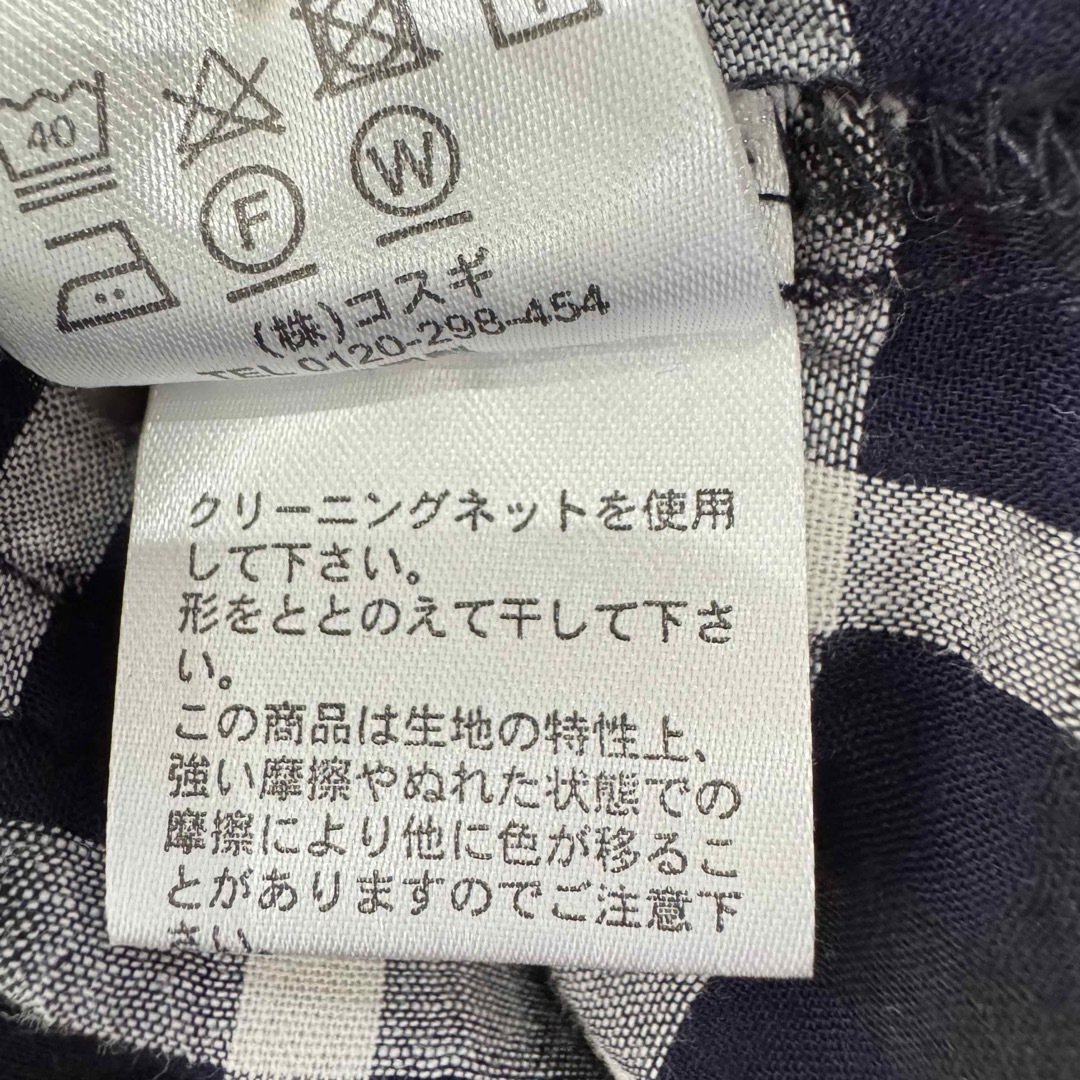 40
F
W
(株)コスギ
TEL 0120-298-454
クリーニングネットを使用
して下さい。
形をととのえて干して下さ
い。
この商品は生地の特性上、
強い摩擦やぬれた状態での
摩擦により他に色が移るこ
とがありますのでご注意下
さい